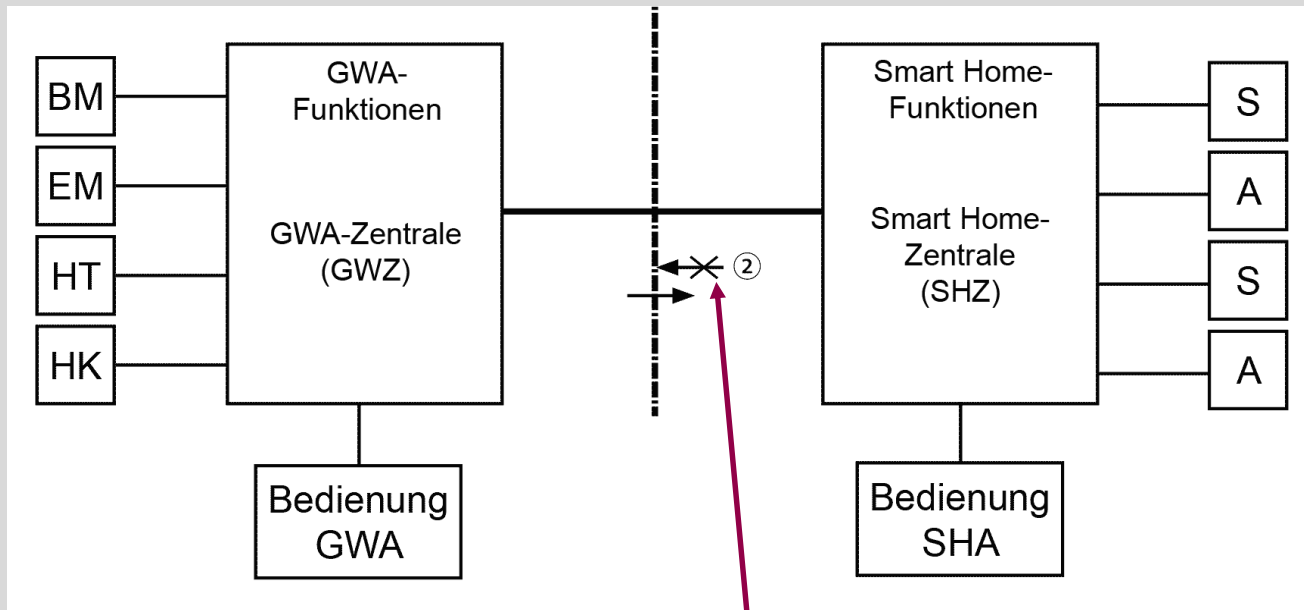 BM
EM
HT
HK
GWA-
Funktionen
GWA-Zentrale
(GWZ)
Bedienung
GWA
②
Smart Home-
Funktionen
Smart Home-
Zentrale
(SHZ)
Bedienung
SHA
S
A
S
A